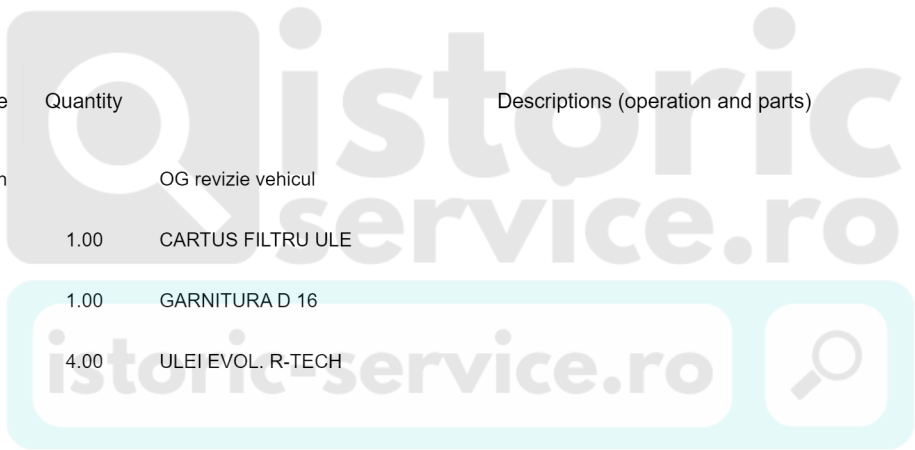 Quantity Descriptions (operation and parts)
OG revizie vehicul
1.00 CARTUS FILTRU ULE
1.00 GARNITURA D 16
4.00 ULEI EVOL. R-TECH
istoric
service.ro
istoric-service.ro